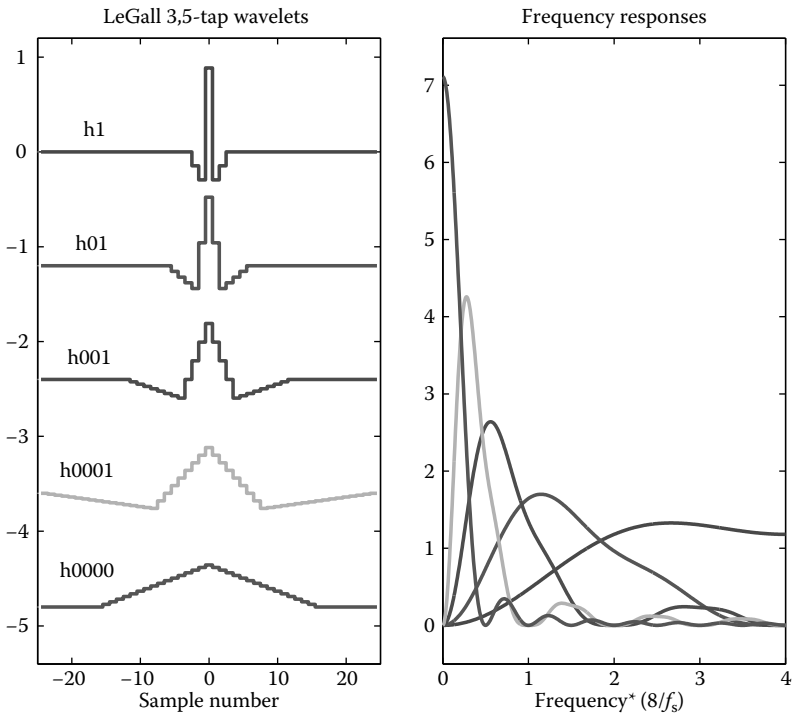 LeGall 3,5-tap wavelets
1
0
−1
−2
−3
−4
−5
h1
h01
h001
h0001
h0000
−20 −10 0 10 20
Sample number
Frequency responses
7
6
5
4
3
2
1
0
0 1 2 3 4
Frequency* (8/fs)